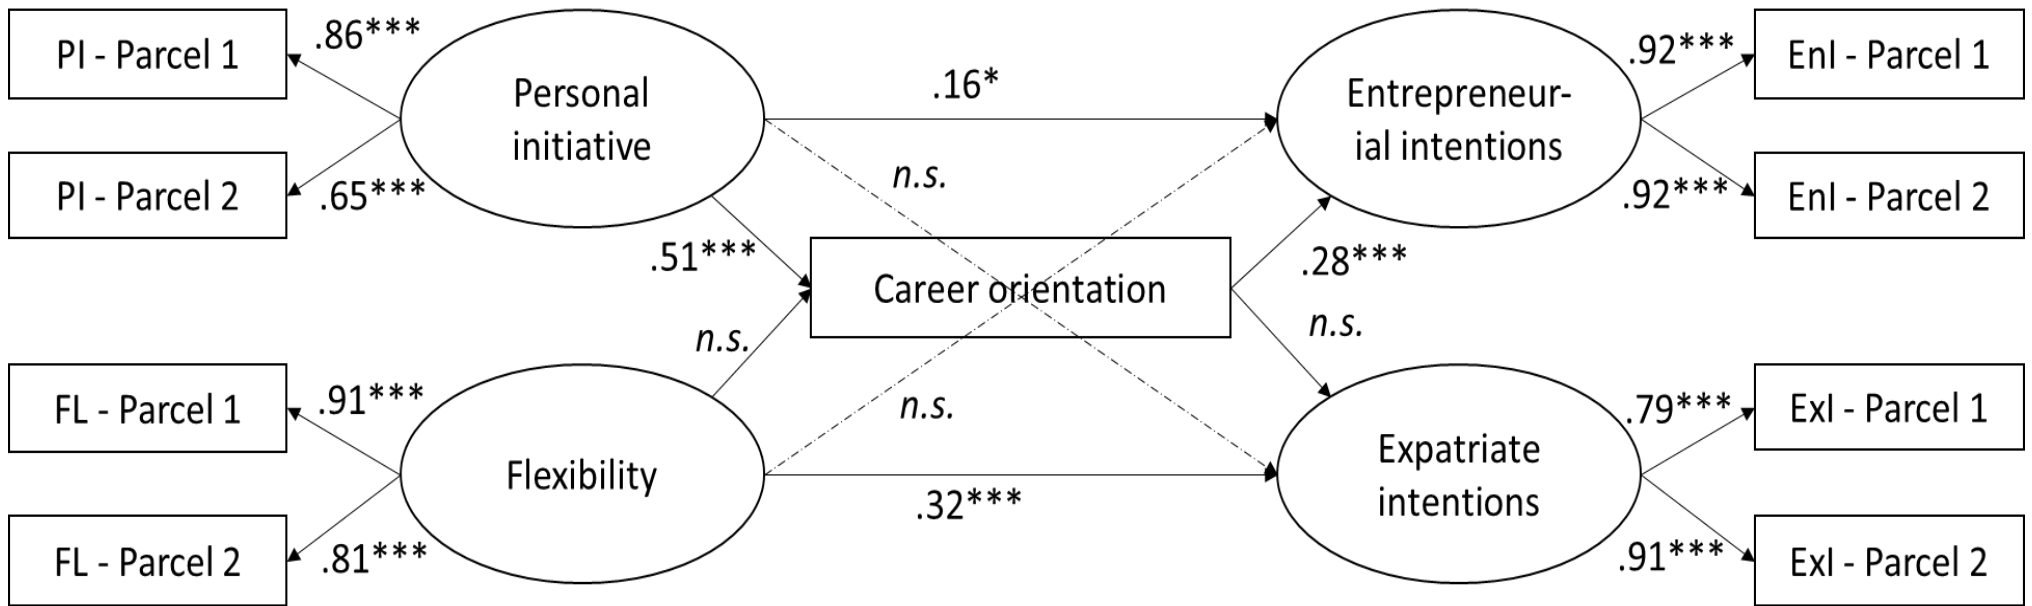 PI - Parcel 1
.86***
Personal
initiative
.16*
Entrepreneur-
ial intentions
.92***
EnI - Parcel 1
PI - Parcel 2
.65***
n.s.
.92***
EnI - Parcel 2
.51***
Career orientation
.28***
n.s.
n.s.
FL - Parcel 1
.91***
Flexibility
n.s.
.32***
Expatriate
intentions
.79***
ExI - Parcel 1
FL - Parcel 2
.81***
.91***
ExI - Parcel 2